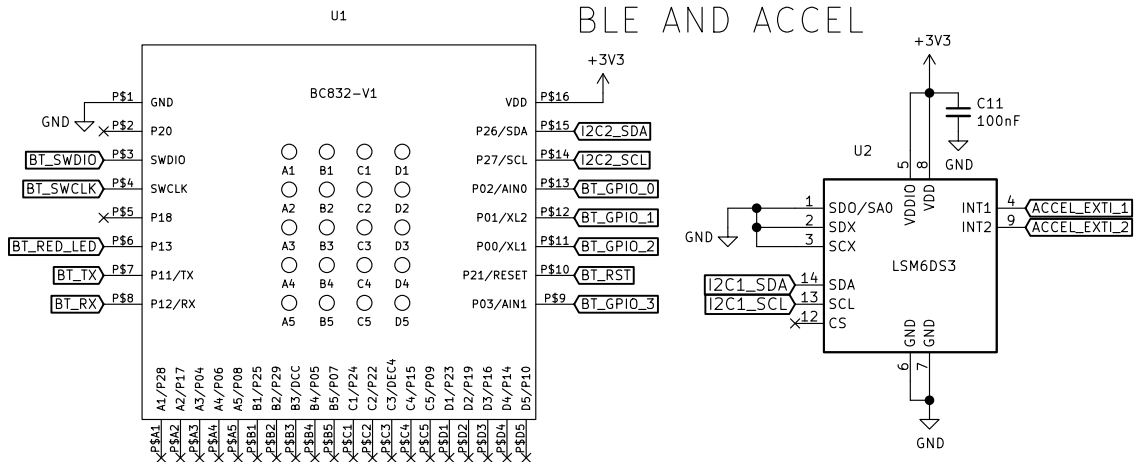 BLE AND ACCEL
U1
BC832-V1
P$1 GND
GND
P$2 P20
BT_SWDIO P$3 SWDIO
BT_SWCLK P$4 SWCLK
P$5 P18
BT_RED_LED P$6 P13
BT_TX P$7 P11/TX
BT_RX P$8 P12/RX
+3V3
VDD P$16
P26/SDA P$15 I2C2_SDA
P27/SCL P$14 I2C2_SCL
P02/AIN0 P$13 BT_GPIO_0
P01/XL2 P$12 BT_GPIO_1
P00/XL1 P$11 BT_GPIO_2
P21/RESET P$10 BT_RST
P03/AIN1 P$9 BT_GPIO_3
A1 B1 C1 D1
A2 B2 C2 D2
A3 B3 C3 D3
A4 B4 C4 D4
A5 B5 C5 D5
A1/P28
A2/P17
A3/P04
A4/P06
A5/P08
B1/P25
B2/P29
B3/DCC
B4/P05
B5/P07
C1/P24
C2/P22
C3/DEC4
C4/P15
C5/P09
D1/P23
D2/P19
D3/P16
D4/P14
D5/P10
P$A1
P$A2
P$A3
P$A4
P$A5
P$B1
P$B2
P$B3
P$B4
P$B5
P$C1
P$C2
P$C3
P$C4
P$C5
P$D1
P$D2
P$D3
P$D4
P$D5
+3V3
C11
100nF
GND
U2
5 VDDIO
8 VDD
1 SDO/SA0
2 SDX
3 SCX
GND
INT1 4 ACCEL_EXTI_1
INT2 9 ACCEL_EXTI_2
LSM6DS3
I2C1_SDA 14 SDA
I2C1_SCL 13 SCL
12 CS
GND 6
GND 7
GND